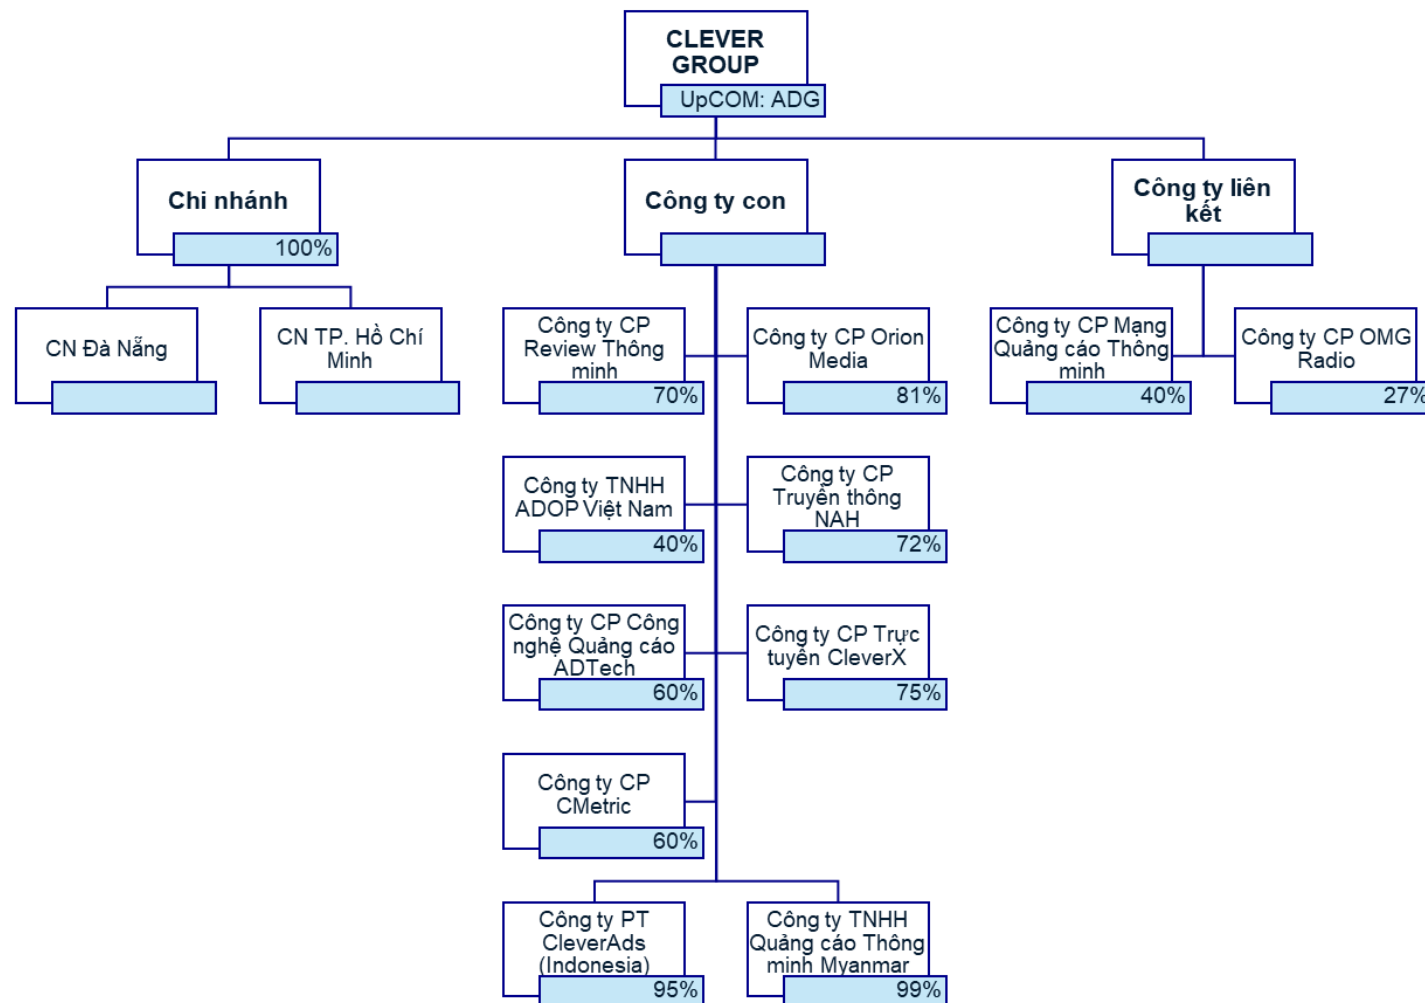 CLEVER
GROUP
UpCOM: ADG
Chi nhánh
100%
Công ty con
Công ty liên
kết
CN Đà Nẵng
CN TP. Hồ Chí
Minh
Công ty CP
Review Thông
minh
70%
Công ty CP Orion
Media
81%
Công ty CP Mạng
Quảng cáo Thông
minh
40%
Công ty CP OMG
Radio
27%
Công ty TNHH
ADOP Việt Nam
40%
Công ty CP
Truyền thông
NAH
72%
Công ty CP Công
nghệ Quảng cáo
ADTech
60%
Công ty CP Trực
tuyến CleverX
75%
Công ty CP
CMetric
60%
Công ty PT
CleverAds
(Indonesia)
95%
Công ty TNHH
Quảng cáo Thông
minh Myanmar
99%